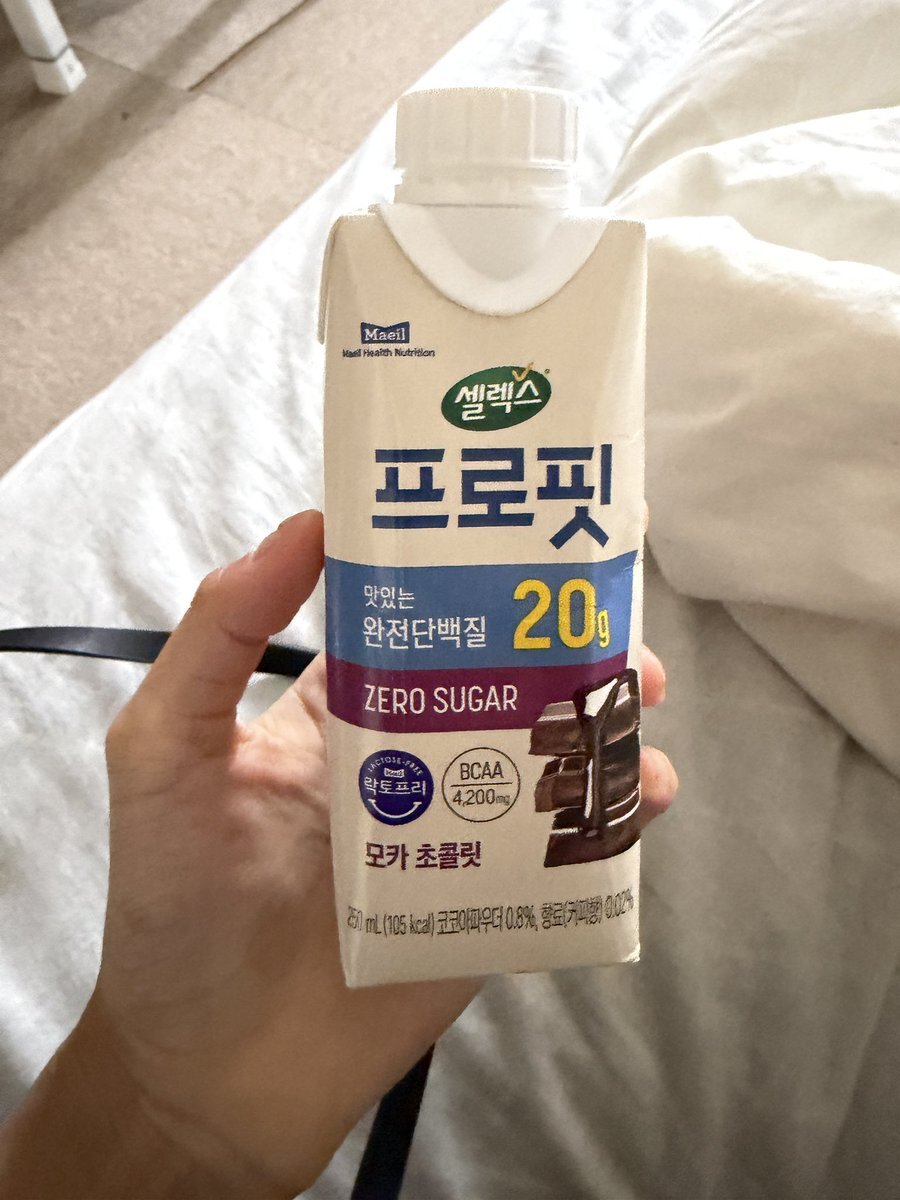 Maeil
Maeil Health Nutrition
셀렉스
프로핏
맛있는
완전단백질 20g
ZERO SUGAR
LACTOSE-FREE
Maeil
락토프리
BCAA
4,200mg
모카 초콜릿
250 mL (105 kcal) 코코아파우더 0.8%, 향료(커피향) 0.02%